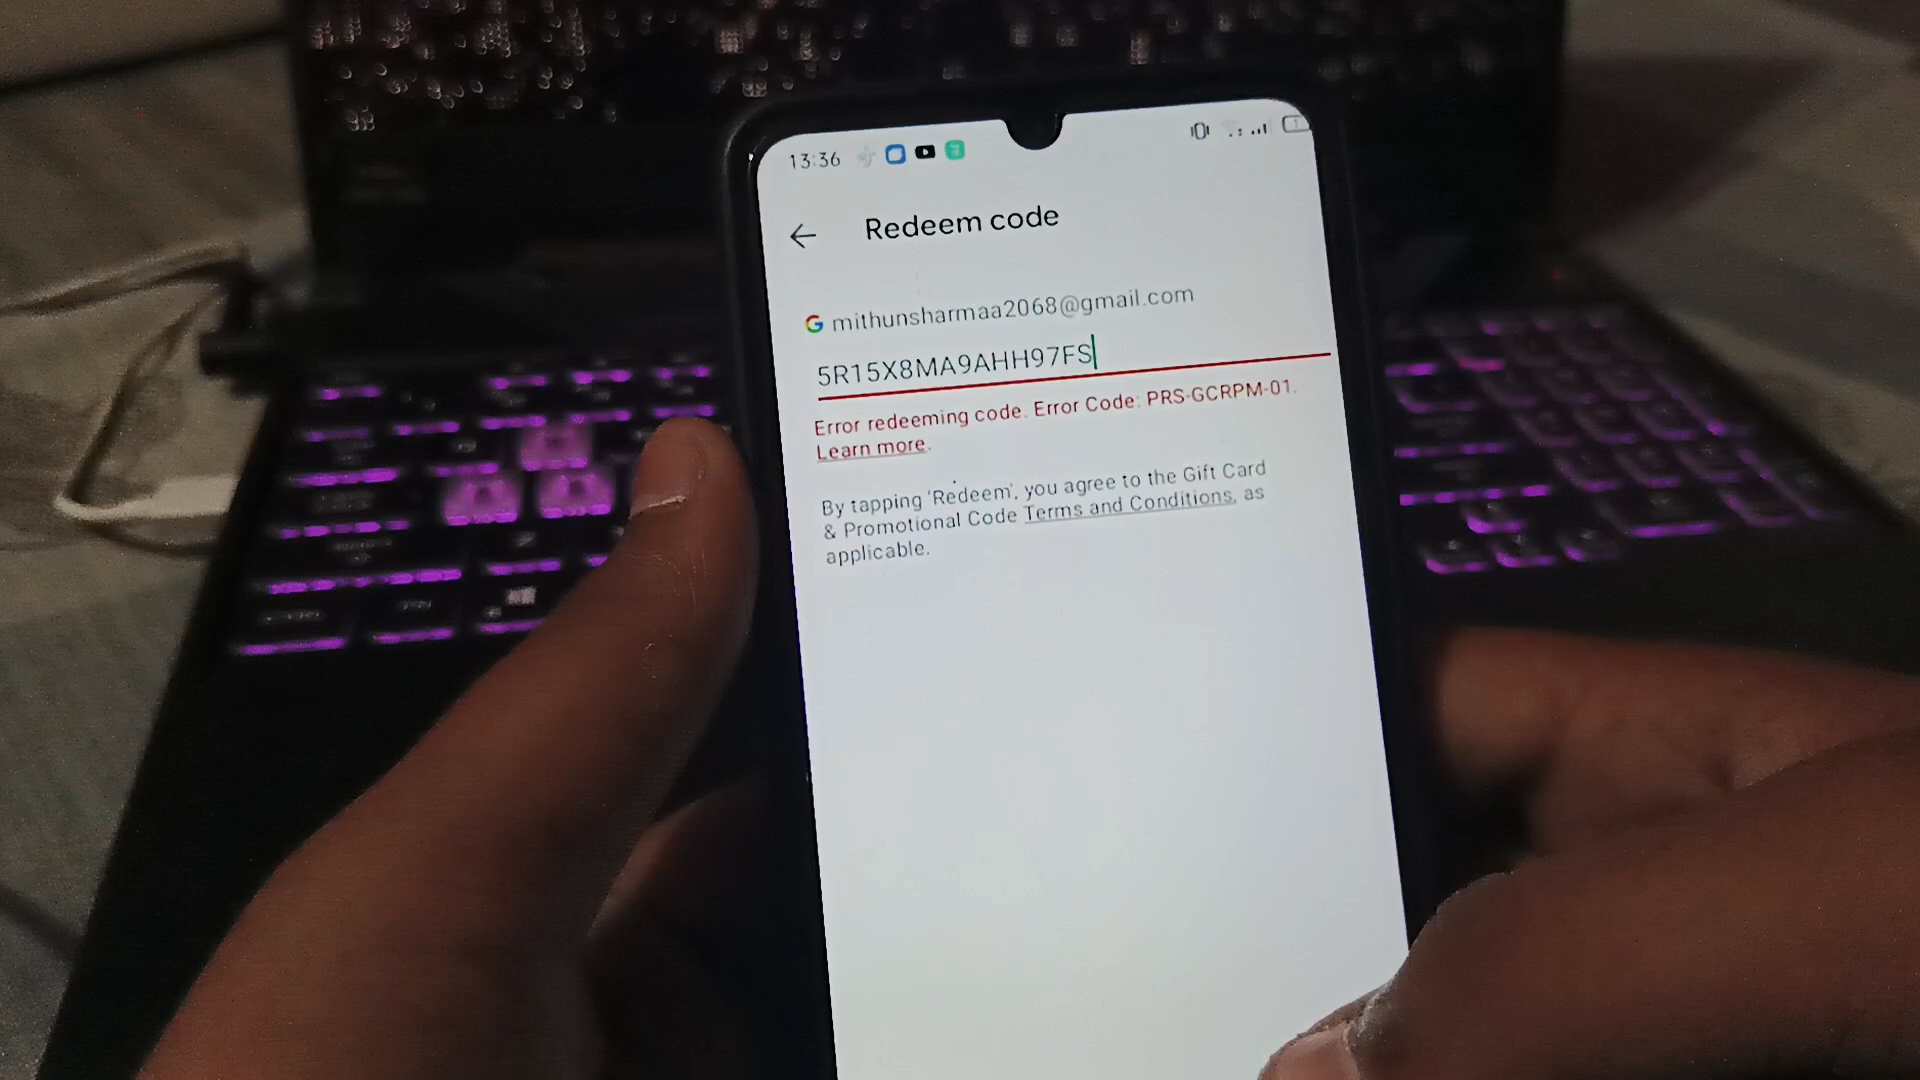 13:36
Redeem code
mithunsharmaa2068@gmail.com
5R15X8MA9AHH97FS
Error redeeming code. Error Code: PRS-GCRPM-01.
Learn more.
By tapping 'Redeem', you agree to the Gift Card
& Promotional Code Terms and Conditions, as
applicable.